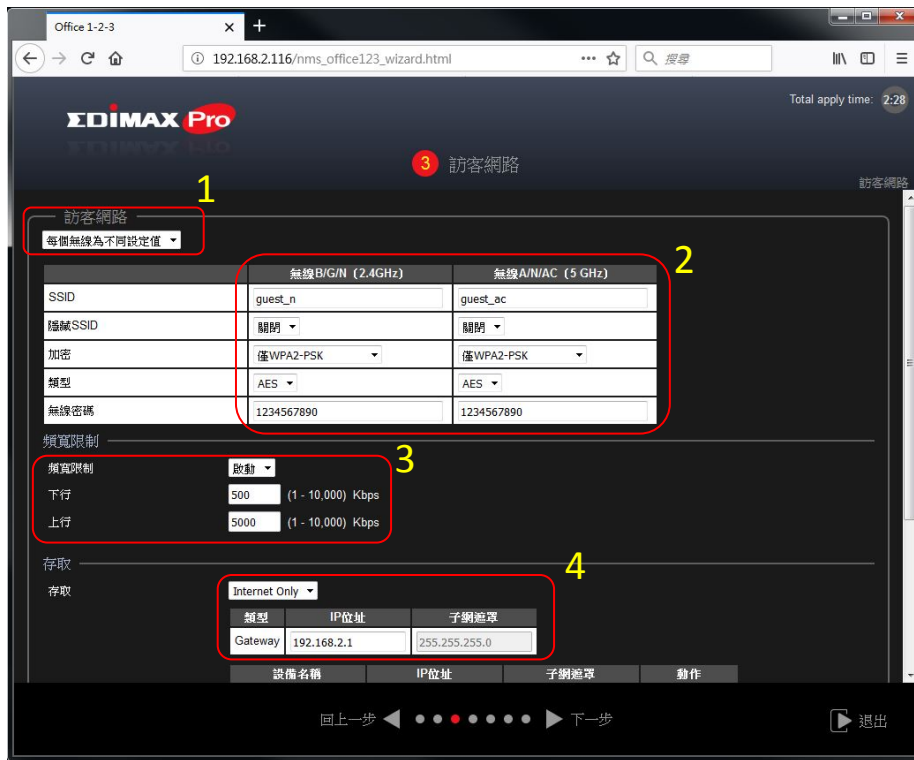 Office 1-2-3
192.168.2.116/nms_office123_wizard.html
搜尋
Total apply time: 2:28
EDIMAX Pro
3 訪客網路
訪客網路
1
訪客網路
每個無線為不同設定值
2
無線B/G/N (2.4GHz) 無線A/N/AC (5 GHz)
SSID guest_n guest_ac
隱藏SSID 關閉 關閉
加密 僅WPA2-PSK 僅WPA2-PSK
類型 AES AES
無線密碼 1234567890 1234567890
頻寬限制
3
頻寬限制 啟動
下行 500 (1 - 10,000) Kbps
上行 5000 (1 - 10,000) Kbps
存取
4
存取 Internet Only
類型 IP位址 子網遮罩
Gateway 192.168.2.1 255.255.255.0
設備名稱 IP位址 子網遮罩 動作
回上一步 下一步 退出